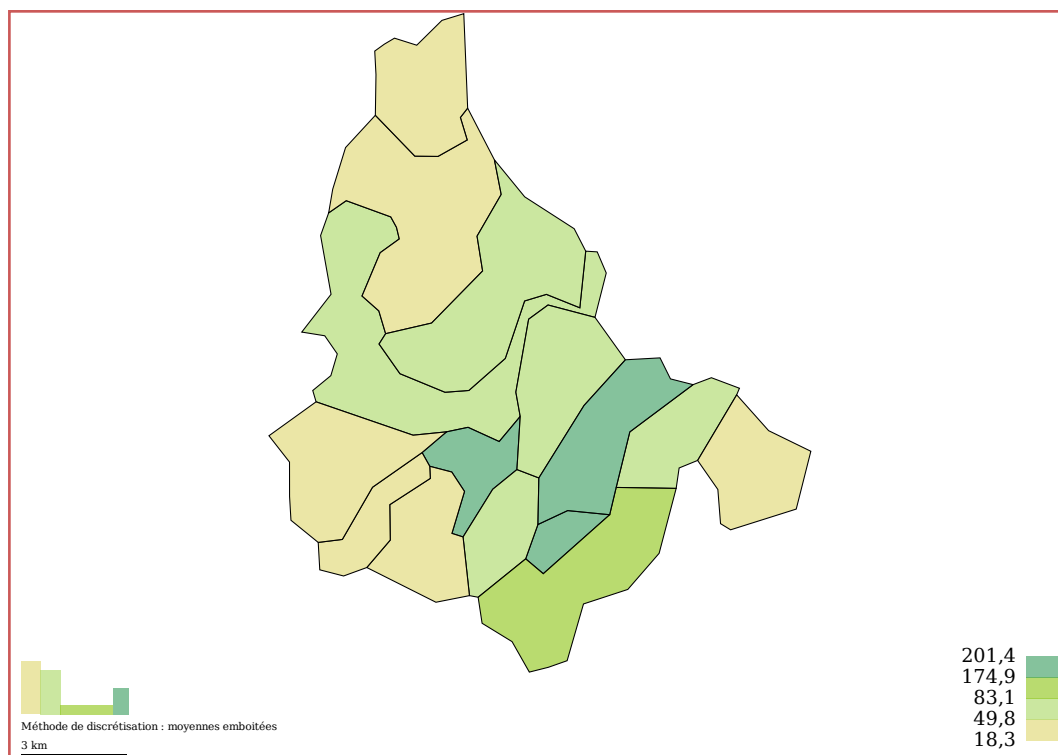 201,4
174,9
83,1
49,8
18,3
Méthode de discrétisation : moyennes emboitées
3 km